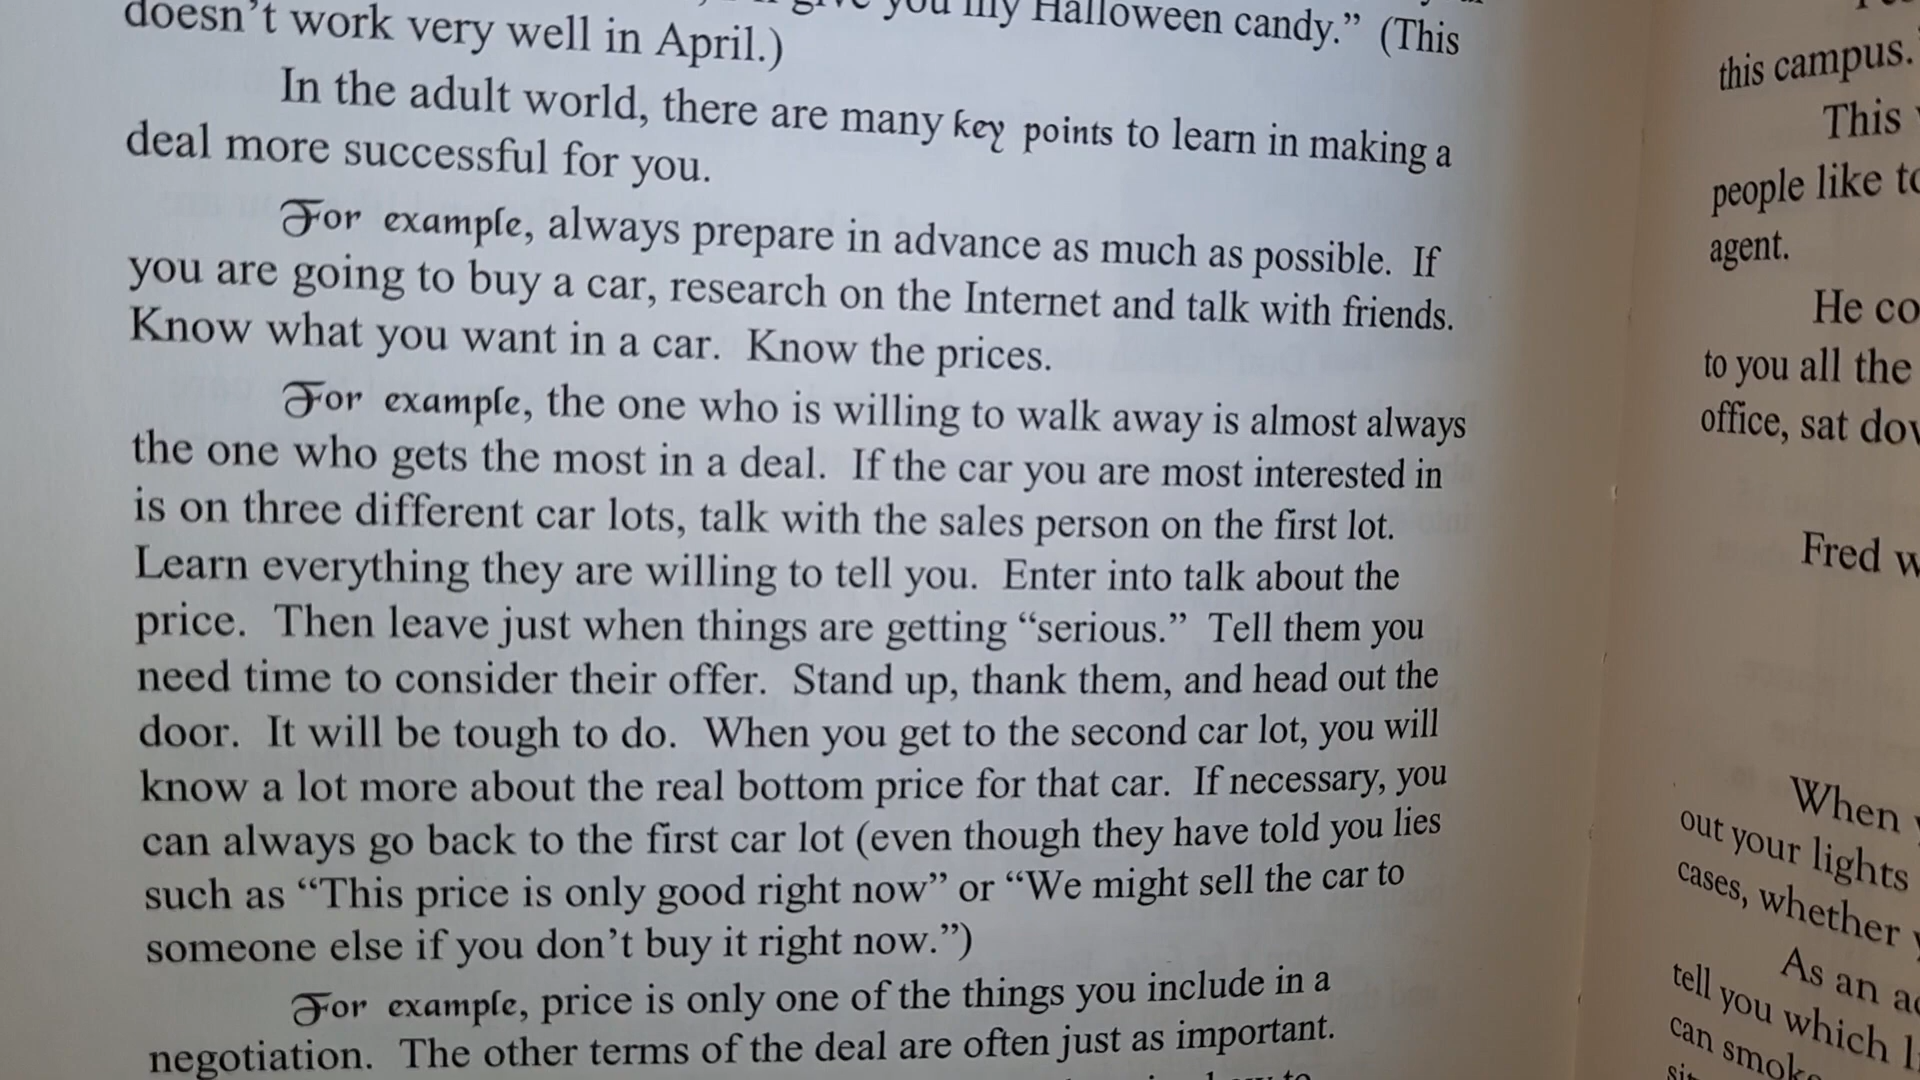 give you my Halloween candy.” (This
doesn’t work very well in April.)
In the adult world, there are many key points to learn in making a
deal more successful for you.
For example, always prepare in advance as much as possible. If
you are going to buy a car, research on the Internet and talk with friends.
Know what you want in a car. Know the prices.
For example, the one who is willing to walk away is almost always
the one who gets the most in a deal. If the car you are most interested in
is on three different car lots, talk with the sales person on the first lot.
Learn everything they are willing to tell you. Enter into talk about the
price. Then leave just when things are getting “serious.” Tell them you
need time to consider their offer. Stand up, thank them, and head out the
door. It will be tough to do. When you get to the second car lot, you will
know a lot more about the real bottom price for that car. If necessary, you
can always go back to the first car lot (even though they have told you lies
such as “This price is only good right now” or “We might sell the car to
someone else if you don’t buy it right now.”)
For example, price is only one of the things you include in a
negotiation. The other terms of the deal are often just as important.
this campus.
This
people like
agent.
He
to you all the
office, sat
Fred
When
out your lights
cases, whether
As an
tell you which
can